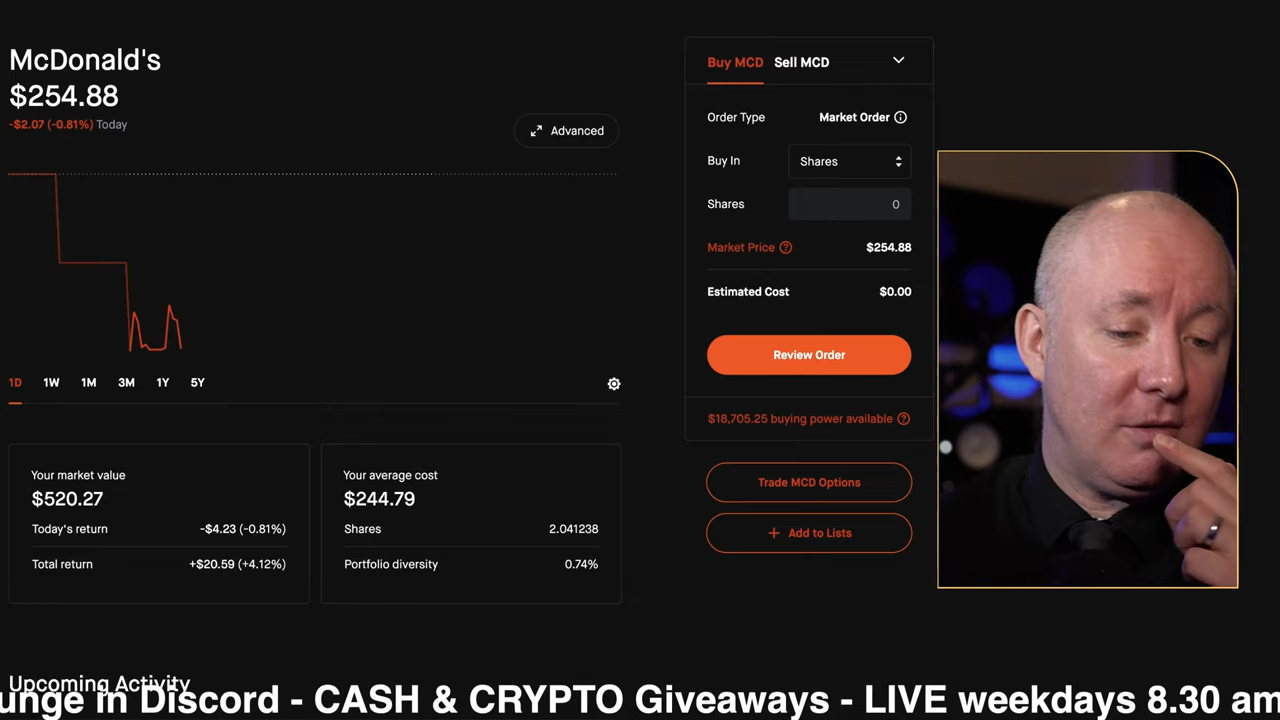 McDonald's
$254.88
-$2.07 (-0.81%) Today
Advanced
1D 1W 1M 3M 1Y 5Y
Your market value
$520.27
Today's return -$4.23 (-0.81%)
Total return +$20.59 (+4.12%)
Your average cost
$244.79
Shares 2.041238
Portfolio diversity 0.74%
Buy MCD Sell MCD
Order Type Market Order
Buy In Shares
Shares 0
Market Price $254.88
Estimated Cost $0.00
Review Order
$18,705.25 buying power available
Trade MCD Options
+ Add to Lists
Upcoming Activity
unge in Discord - CASH & CRYPTO Giveaways - LIVE weekdays 8.30 am